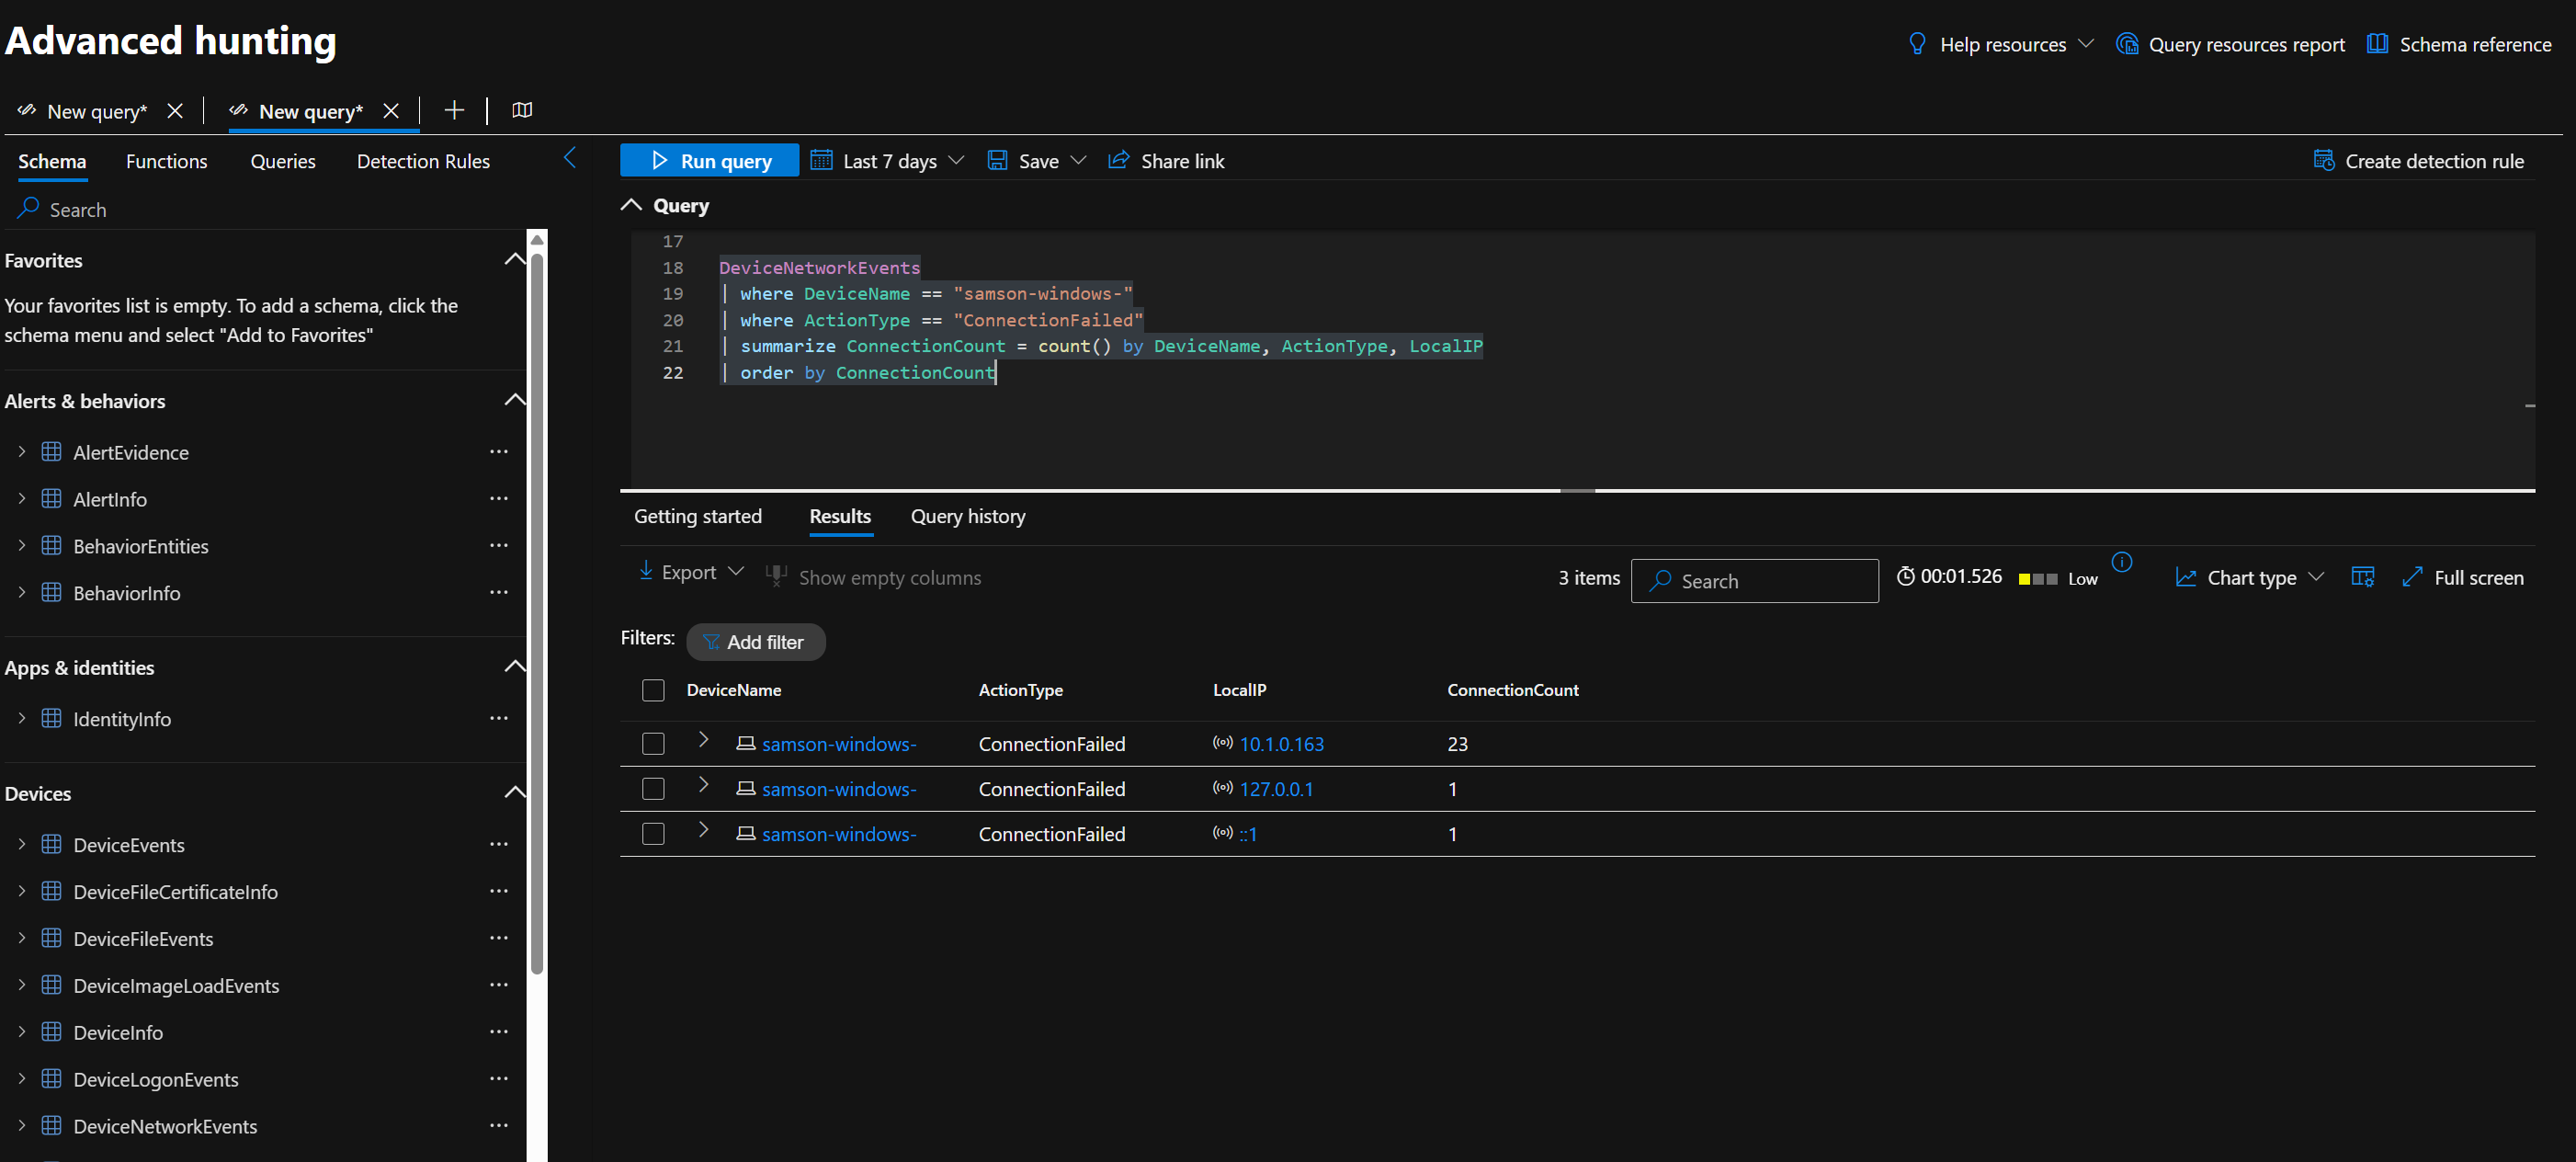 Advanced hunting
Help resources
Query resources report
Schema reference
New query*
New query*
Schema
Functions
Queries
Detection Rules
Search
Favorites
Your favorites list is empty. To add a schema, click the
schema menu and select "Add to Favorites"
Alerts & behaviors
AlertEvidence
AlertInfo
BehaviorEntities
BehaviorInfo
Apps & identities
IdentityInfo
Devices
DeviceEvents
DeviceFileCertificateInfo
DeviceFileEvents
DeviceImageLoadEvents
DeviceInfo
DeviceLogonEvents
DeviceNetworkEvents
Run query
Last 7 days
Save
Share link
Create detection rule
Query
17
18 DeviceNetworkEvents
19 | where DeviceName == "samson-windows-"
20 | where ActionType == "ConnectionFailed"
21 | summarize ConnectionCount = count() by DeviceName, ActionType, LocalIP
22 | order by ConnectionCount
Getting started
Results
Query history
Export
Show empty columns
3 items
Search
00:01.526
Low
Chart type
Full screen
Filters:
Add filter
DeviceName ActionType LocalIP ConnectionCount
samson-windows- ConnectionFailed 10.1.0.163 23
samson-windows- ConnectionFailed 127.0.0.1 1
samson-windows- ConnectionFailed ::1 1